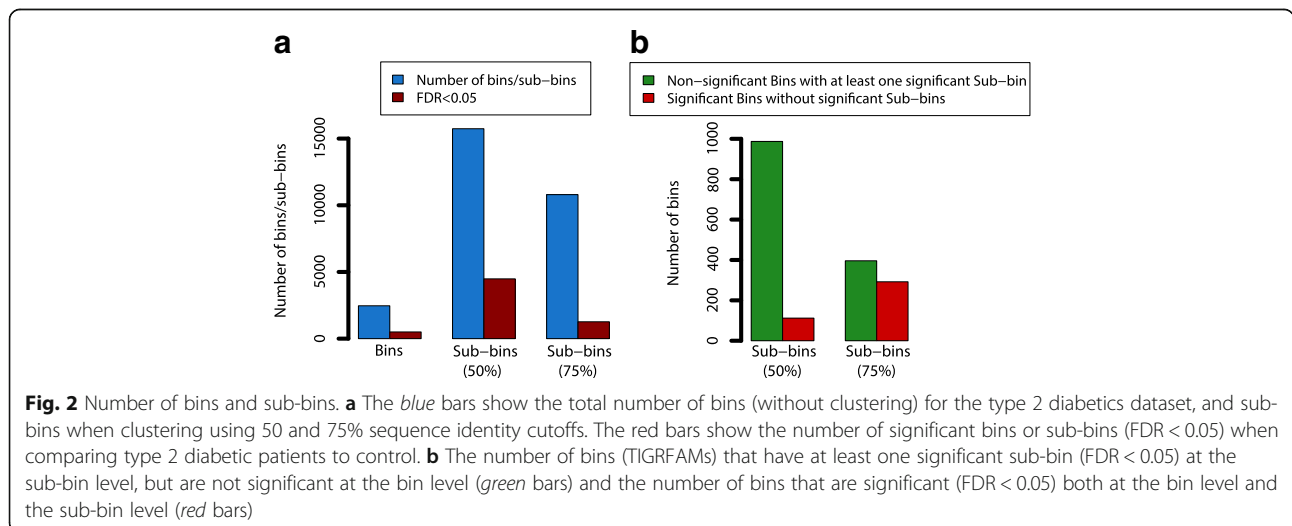 a
Number of bins/sub-bins
FDR<0.05
Number of bins/sub-bins
0
5000
10000
15000
Bins
Sub-bins
(50%)
Sub-bins
(75%)
b
Non-significant Bins with at least one significant Sub-bin
Significant Bins without significant Sub-bins
Number of bins
0
200
400
600
800
1000
Sub-bins
(50%)
Sub-bins
(75%)
Fig. 2 Number of bins and sub-bins. a The blue bars show the total number of bins (without clustering) for the type 2 diabetics dataset, and sub-
bins when clustering using 50 and 75% sequence identity cutoffs. The red bars show the number of significant bins or sub-bins (FDR < 0.05) when
comparing type 2 diabetic patients to control. b The number of bins (TIGRFAMs) that have at least one significant sub-bin (FDR < 0.05) at the
sub-bin level, but are not significant at the bin level (green bars) and the number of bins that are significant (FDR < 0.05) both at the bin level and
the sub-bin level (red bars)